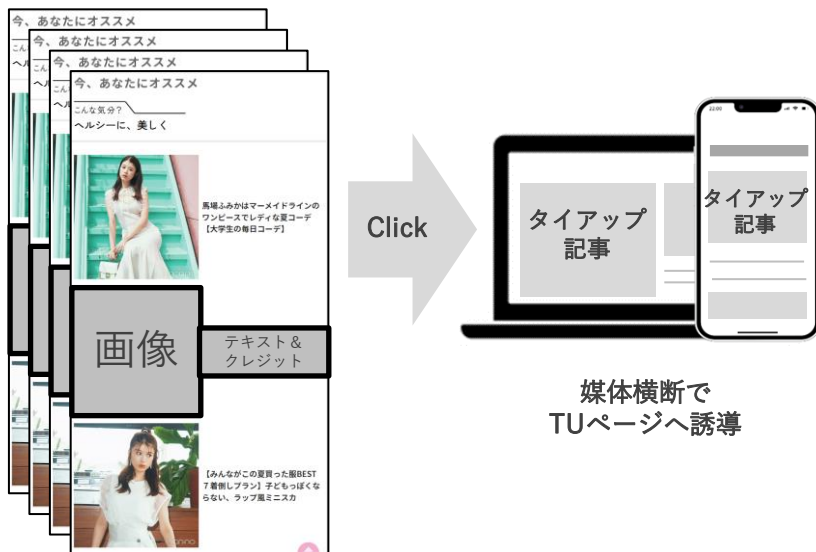 今、あなたにオススメ
今、あなたにオススメ
今、あなたにオススメ
今、あなたにオススメ
こんな気分?
ヘルシーに、美しく
馬場ふみかはマーメイドラインの
ワンピースでレディな夏コーデ
【大学生の毎日コーデ】
画像
テキスト&
クレジット
【みんながこの夏買った服BEST
7着倒しプラン】子どもっぽくな
らない、ラップ風ミニスカ
Click
タイアップ
記事
タイアップ
記事
媒体横断で
TUページへ誘導